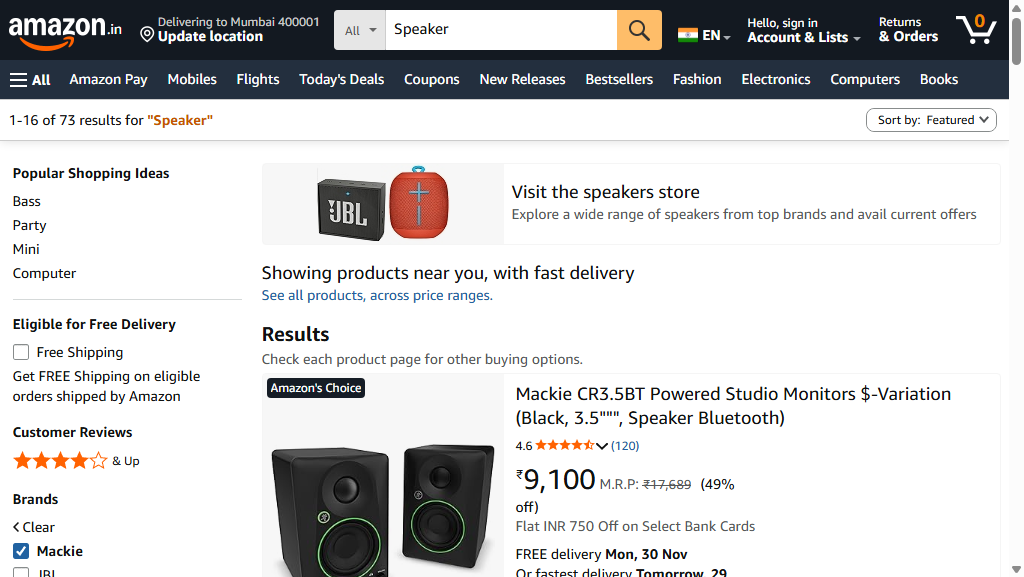 amazon.in
Delivering to Mumbai 400001
Update location
All
Speaker
EN
Hello, sign in
Account & Lists
Returns
& Orders
0
All
Amazon Pay
Mobiles
Flights
Today's Deals
Coupons
New Releases
Bestsellers
Fashion
Electronics
Computers
Books
1-16 of 73 results for "Speaker"
Sort by: Featured
Popular Shopping Ideas
Bass
Party
Mini
Computer
Eligible for Free Delivery
Free Shipping
Get FREE Shipping on eligible
orders shipped by Amazon
Customer Reviews
& Up
Brands
Clear
Mackie
JBL
JBL
Visit the speakers store
Explore a wide range of speakers from top brands and avail current offers
Showing products near you, with fast delivery
See all products, across price ranges.
Results
Check each product page for other buying options.
Amazon's Choice
Mackie CR3.5BT Powered Studio Monitors $-Variation
(Black, 3.5""", Speaker Bluetooth)
4.6 (120)
₹9,100 M.R.P: ₹17,689 (49%
off)
Flat INR 750 Off on Select Bank Cards
FREE delivery Mon, 30 Nov
Or fastest delivery Tomorrow, 29